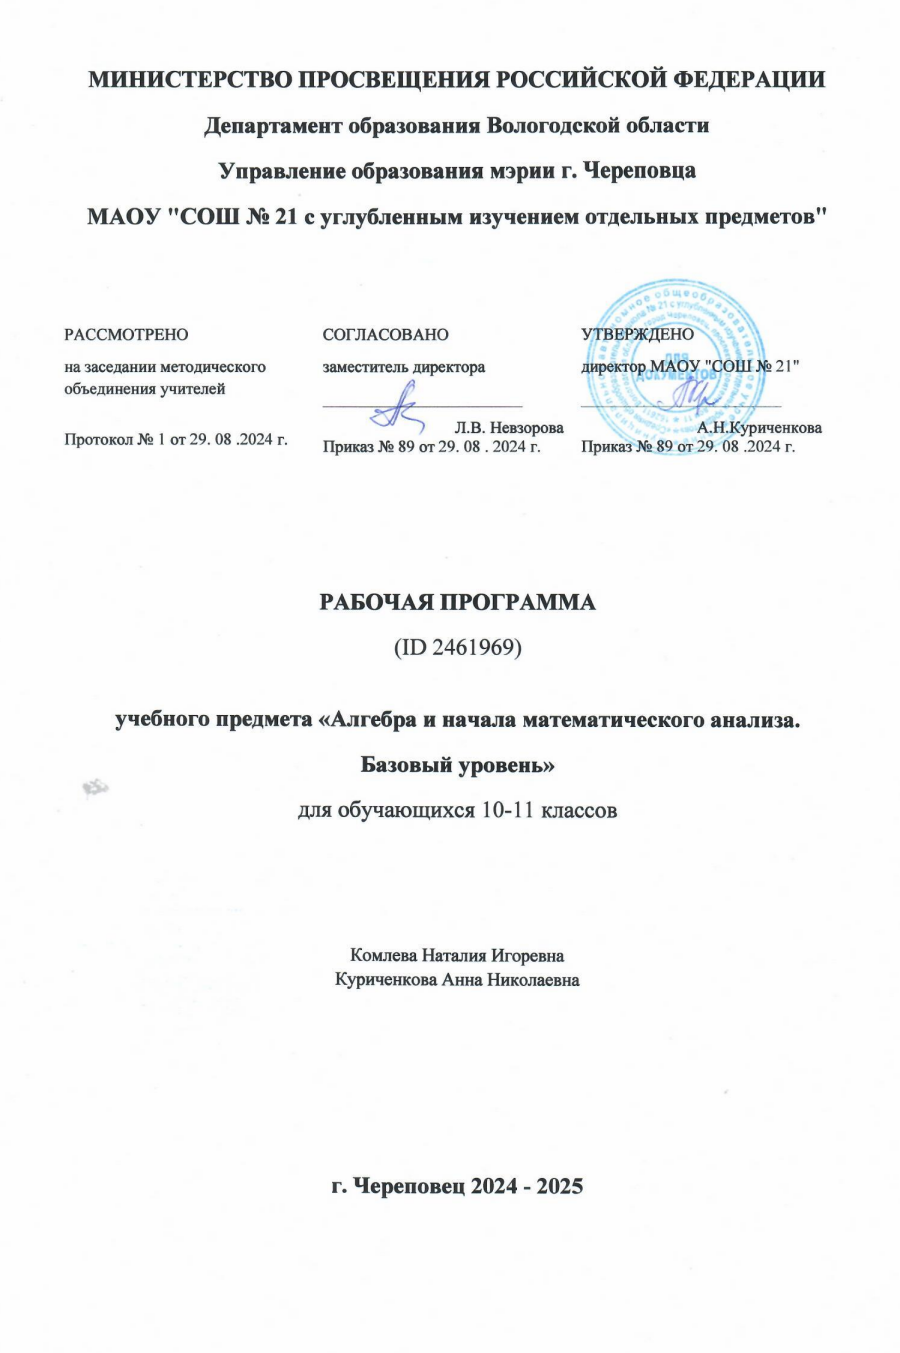 МИНИСТЕРСТВО ПРОСВЕЩЕНИЯ РОССИЙСКОЙ ФЕДЕРАЦИИ
Департамент образования Вологодской области
Управление образования мэрии г. Череповца
МАОУ "СОШ № 21 с углубленным изучением отдельных предметов"
РАССМОТРЕНО
на заседании методического
объединения учителей
Протокол № 1 от 29. 08 .2024 г.
СОГЛАСОВАНО
заместитель директора
Л.В. Невзорова
Приказ № 89 от 29. 08 . 2024 г.
УТВЕРЖДЕНО
директор МАОУ "СОШ № 21"
А.Н.Куриченкова
Приказ № 89 от 29. 08 .2024 г.
ДЛЯ
ДОКУМЕНТОВ
РАБОЧАЯ ПРОГРАММА
(ID 2461969)
учебного предмета «Алгебра и начала математического анализа.
Базовый уровень»
для обучающихся 10-11 классов
Комлева Наталия Игоревна
Куриченкова Анна Николаевна
г. Череповец 2024 - 2025